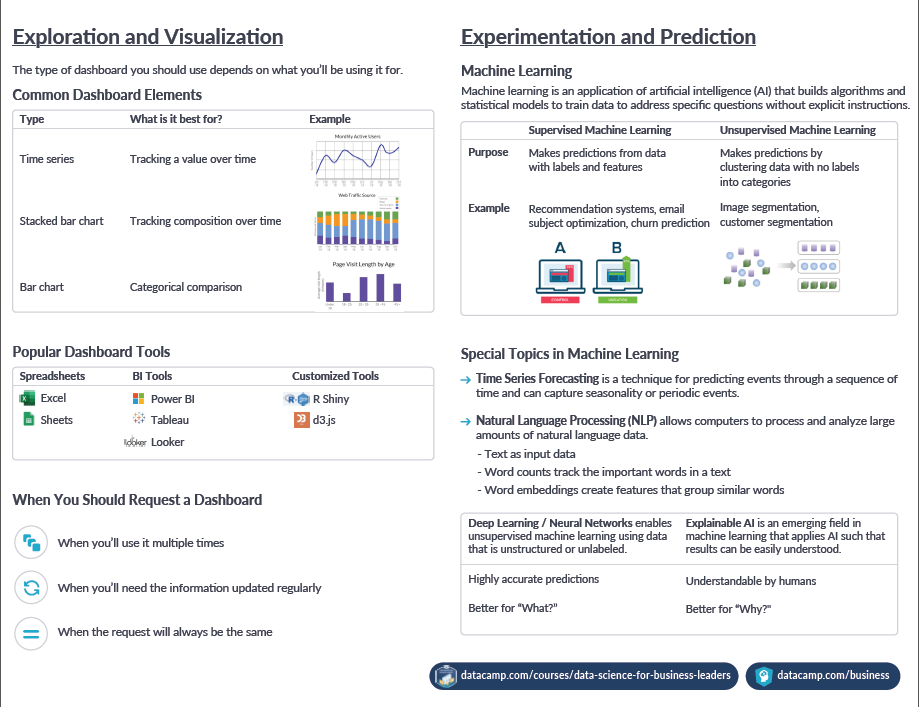 Exploration and Visualization
The type of dashboard you should use depends on what you'll be using it for.
Common Dashboard Elements
Type What is it best for? Example
Time series Tracking a value over time
Monthly Active Users
Stacked bar chart Tracking composition over time
Web Traffic Source
Bar chart Categorical comparison
Page Visit Length by Age
Popular Dashboard Tools
Spreadsheets BI Tools Customized Tools
Excel Power BI R Shiny
Sheets Tableau d3.js
looker Looker
When You Should Request a Dashboard
When you'll use it multiple times
When you'll need the information updated regularly
When the request will always be the same
Experimentation and Prediction
Machine Learning
Machine learning is an application of artificial intelligence (AI) that builds algorithms and
statistical models to train data to address specific questions without explicit instructions.
Supervised Machine Learning Unsupervised Machine Learning
Purpose
Makes predictions from data
with labels and features
Makes predictions by
clustering data with no labels
into categories
Example
Recommendation systems, email
subject optimization, churn prediction
Image segmentation,
customer segmentation
A B
CONTROL VARIATION
Special Topics in Machine Learning
→ Time Series Forecasting is a technique for predicting events through a sequence of
time and can capture seasonality or periodic events.
→ Natural Language Processing (NLP) allows computers to process and analyze large
amounts of natural language data.
- Text as input data
- Word counts track the important words in a text
- Word embeddings create features that group similar words
Deep Learning / Neural Networks enables
unsupervised machine learning using data
that is unstructured or unlabeled.
Explainable AI is an emerging field in
machine learning that applies AI such that
results can be easily understood.
Highly accurate predictions Understandable by humans
Better for “What?” Better for “Why?"
datacamp.com/courses/data-science-for-business-leaders
datacamp.com/business